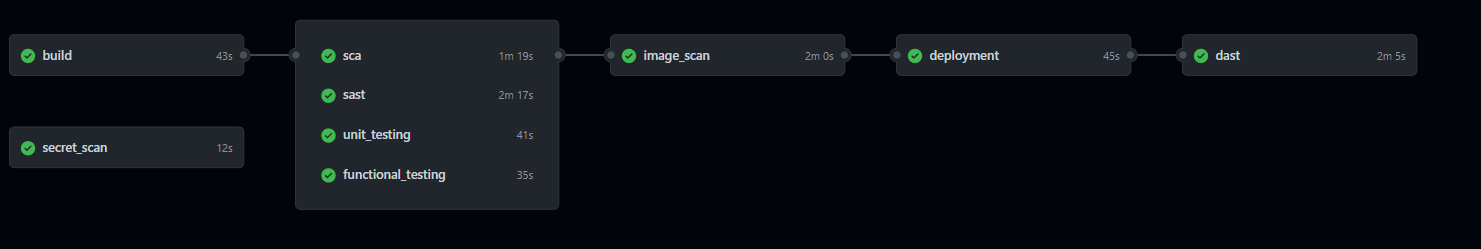 build 43s
secret_scan 12s
sca 1m 19s
sast 2m 17s
unit_testing 41s
functional_testing 35s
image_scan 2m 0s
deployment 45s
dast 2m 5s